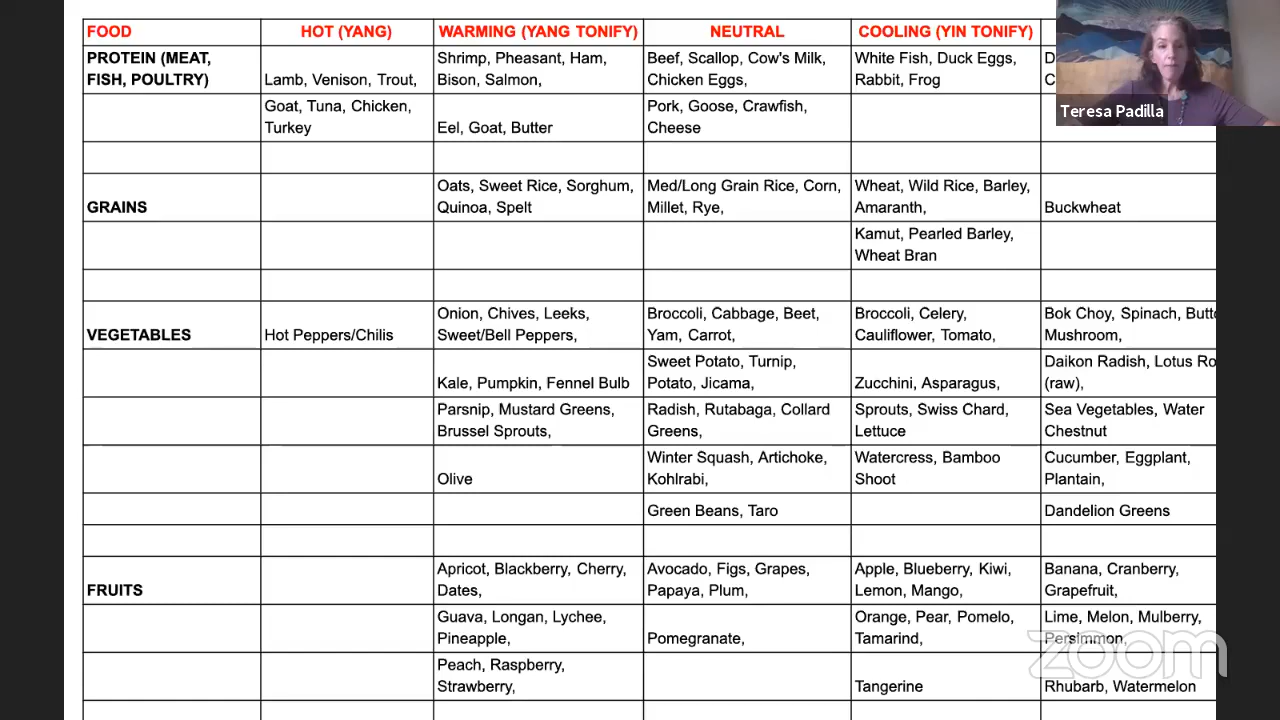 FOOD HOT (YANG) WARMING (YANG TONIFY) NEUTRAL COOLING (YIN TONIFY)
PROTEIN (MEAT, Shrimp, Pheasant, Ham, Beef, Scallop, Cow's Milk, White Fish, Duck Eggs,
FISH, POULTRY) Lamb, Venison, Trout, Bison, Salmon, Chicken Eggs, Rabbit, Frog
Teresa Padilla
Goat, Tuna, Chicken, Pork, Goose, Crawfish,
Turkey Eel, Goat, Butter Cheese
Oats, Sweet Rice, Sorghum, Med/Long Grain Rice, Corn, Wheat, Wild Rice, Barley,
GRAINS Quinoa, Spelt Millet, Rye, Amaranth, Buckwheat
Kamut, Pearled Barley,
Wheat Bran
Onion, Chives, Leeks, Broccoli, Cabbage, Beet, Broccoli, Celery, Bok Choy, Spinach,
VEGETABLES Hot Peppers/Chilis Sweet/Bell Peppers, Yam, Carrot, Cauliflower, Tomato, Mushroom,
Sweet Potato, Turnip, Daikon Radish, Lotus
Kale, Pumpkin, Fennel Bulb Potato, Jicama, Zucchini, Asparagus, (raw),
Parsnip, Mustard Greens, Radish, Rutabaga, Collard Sprouts, Swiss Chard, Sea Vegetables, Water
Brussel Sprouts, Greens, Lettuce Chestnut
Winter Squash, Artichoke, Watercress, Bamboo Cucumber, Eggplant,
Olive Kohlrabi, Shoot Plantain,
Green Beans, Taro Dandelion Greens
Apricot, Blackberry, Cherry, Avocado, Figs, Grapes, Apple, Blueberry, Kiwi, Banana, Cranberry,
FRUITS Dates, Papaya, Plum, Lemon, Mango, Grapefruit,
Guava, Longan, Lychee, Orange, Pear, Pomelo, Lime, Melon, Mulberry,
Pineapple, Pomegranate, Tamarind, Persimmon,
Peach, Raspberry,
Strawberry, Tangerine Rhubarb, Watermelon
zoom